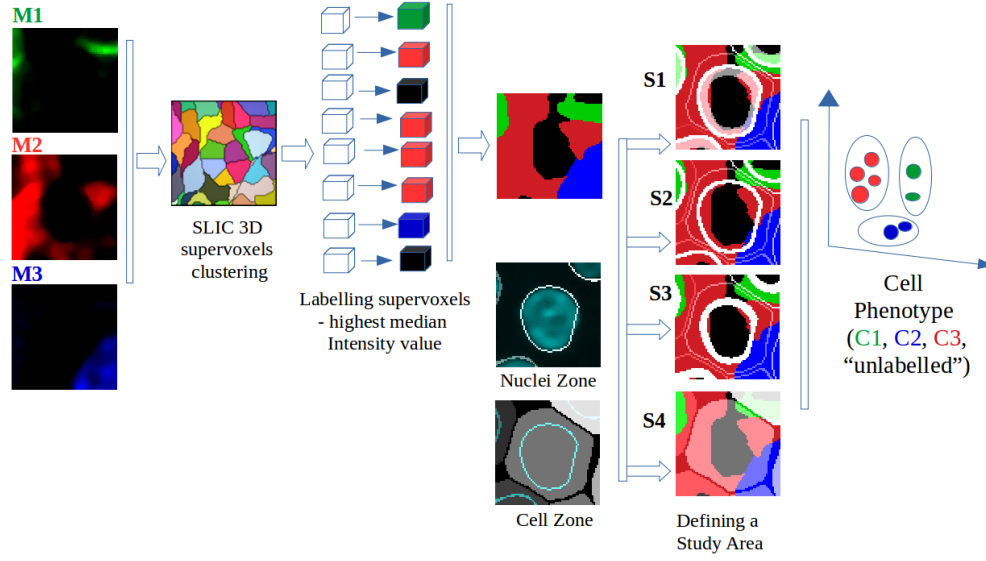 M1
M2
M3
SLIC 3D
supervoxels
clustering
Labelling supervoxels
- highest median
Intensity value
Nuclei Zone
Cell Zone
S1
S2
S3
S4
Defining a
Study Area
Cell
Phenotype
(C1, C2, C3,
“unlabelled”)